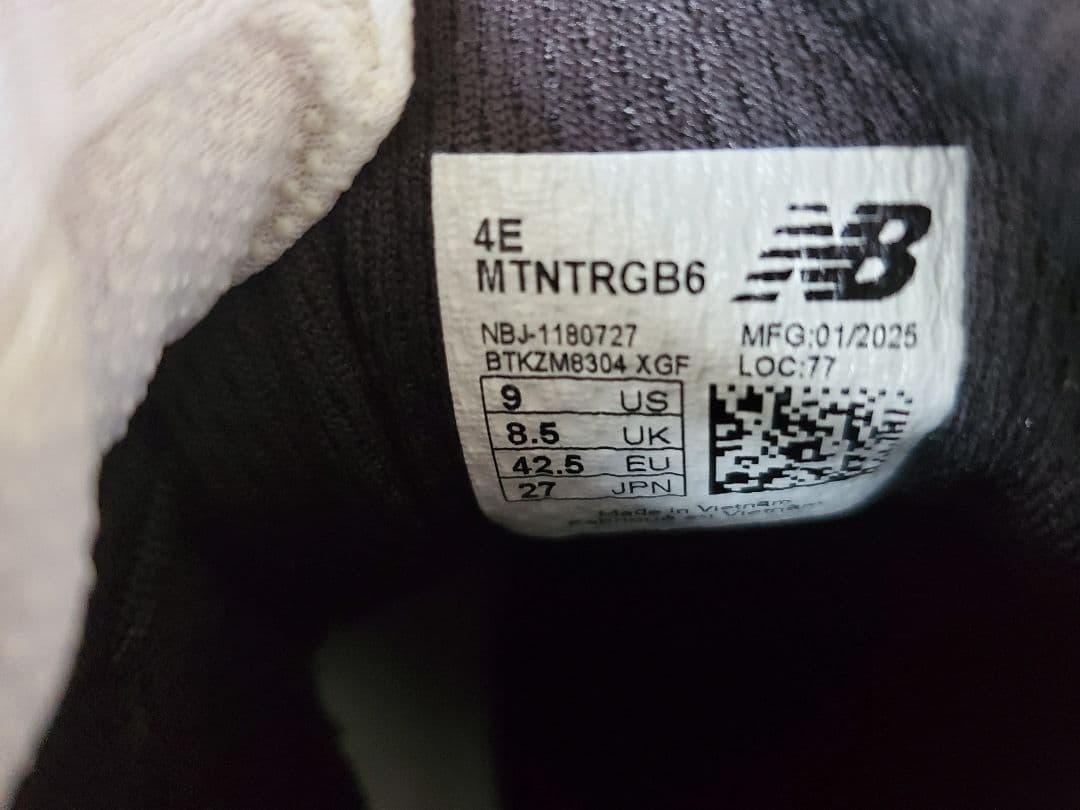 4E
MTNTRGB6
NB
NBJ-1180727
MFG:01/2025
BTKZM8304 XGF
LOC:77
9 US
8.5 UK
42.5 EU
27 JPN
Made in Vietnam
Fabriqué au Vietnam